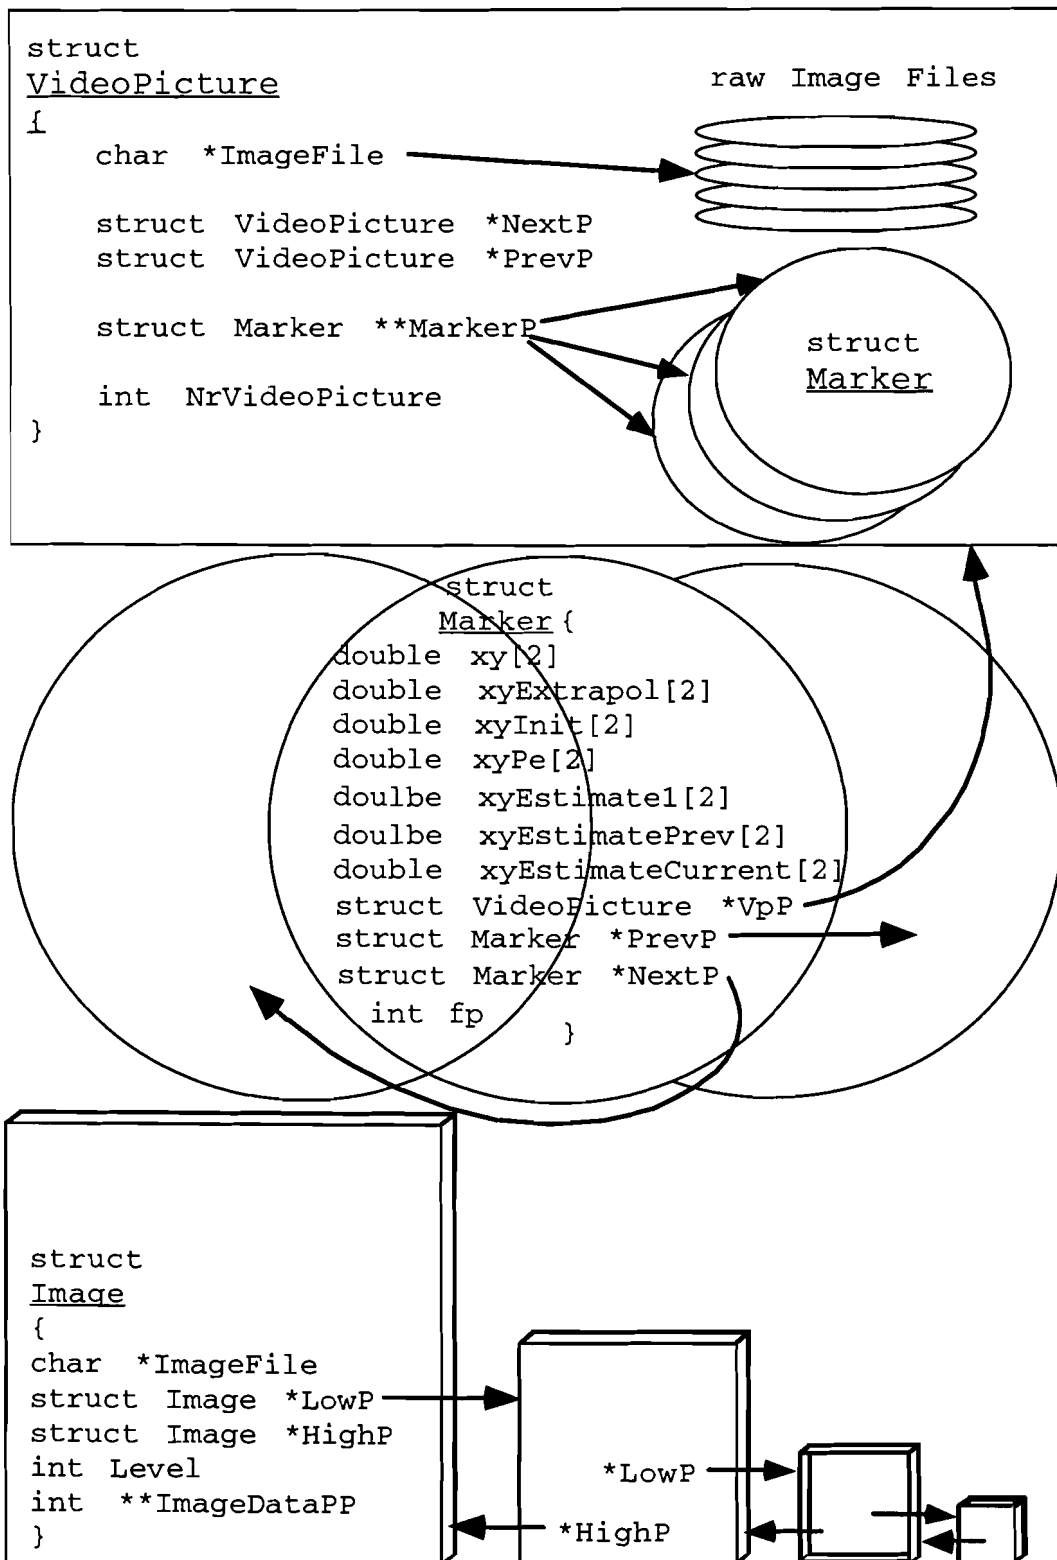 struct
VideoPicture
{
raw Image Files
char *ImageFile
struct VideoPicture *NextP
struct VideoPicture *PrevP
struct Marker **MarkerP
int NrVideoPicture
}
struct
Marker
struct
Marker {
double xy[2]
double xyExtrapol[2]
double xyInit[2]
double xyPe[2]
doulbe xyEstimate1[2]
doulbe xyEstimatePrev[2]
double xyEstimateCurrent[2]
struct VideoPicture *VpP
struct Marker *PrevP
struct Marker *NextP
int fp
}
struct
Image
{
char *ImageFile
struct Image *LowP
struct Image *HighP
int Level
int **ImageDataPP
}
*LowP
*HighP